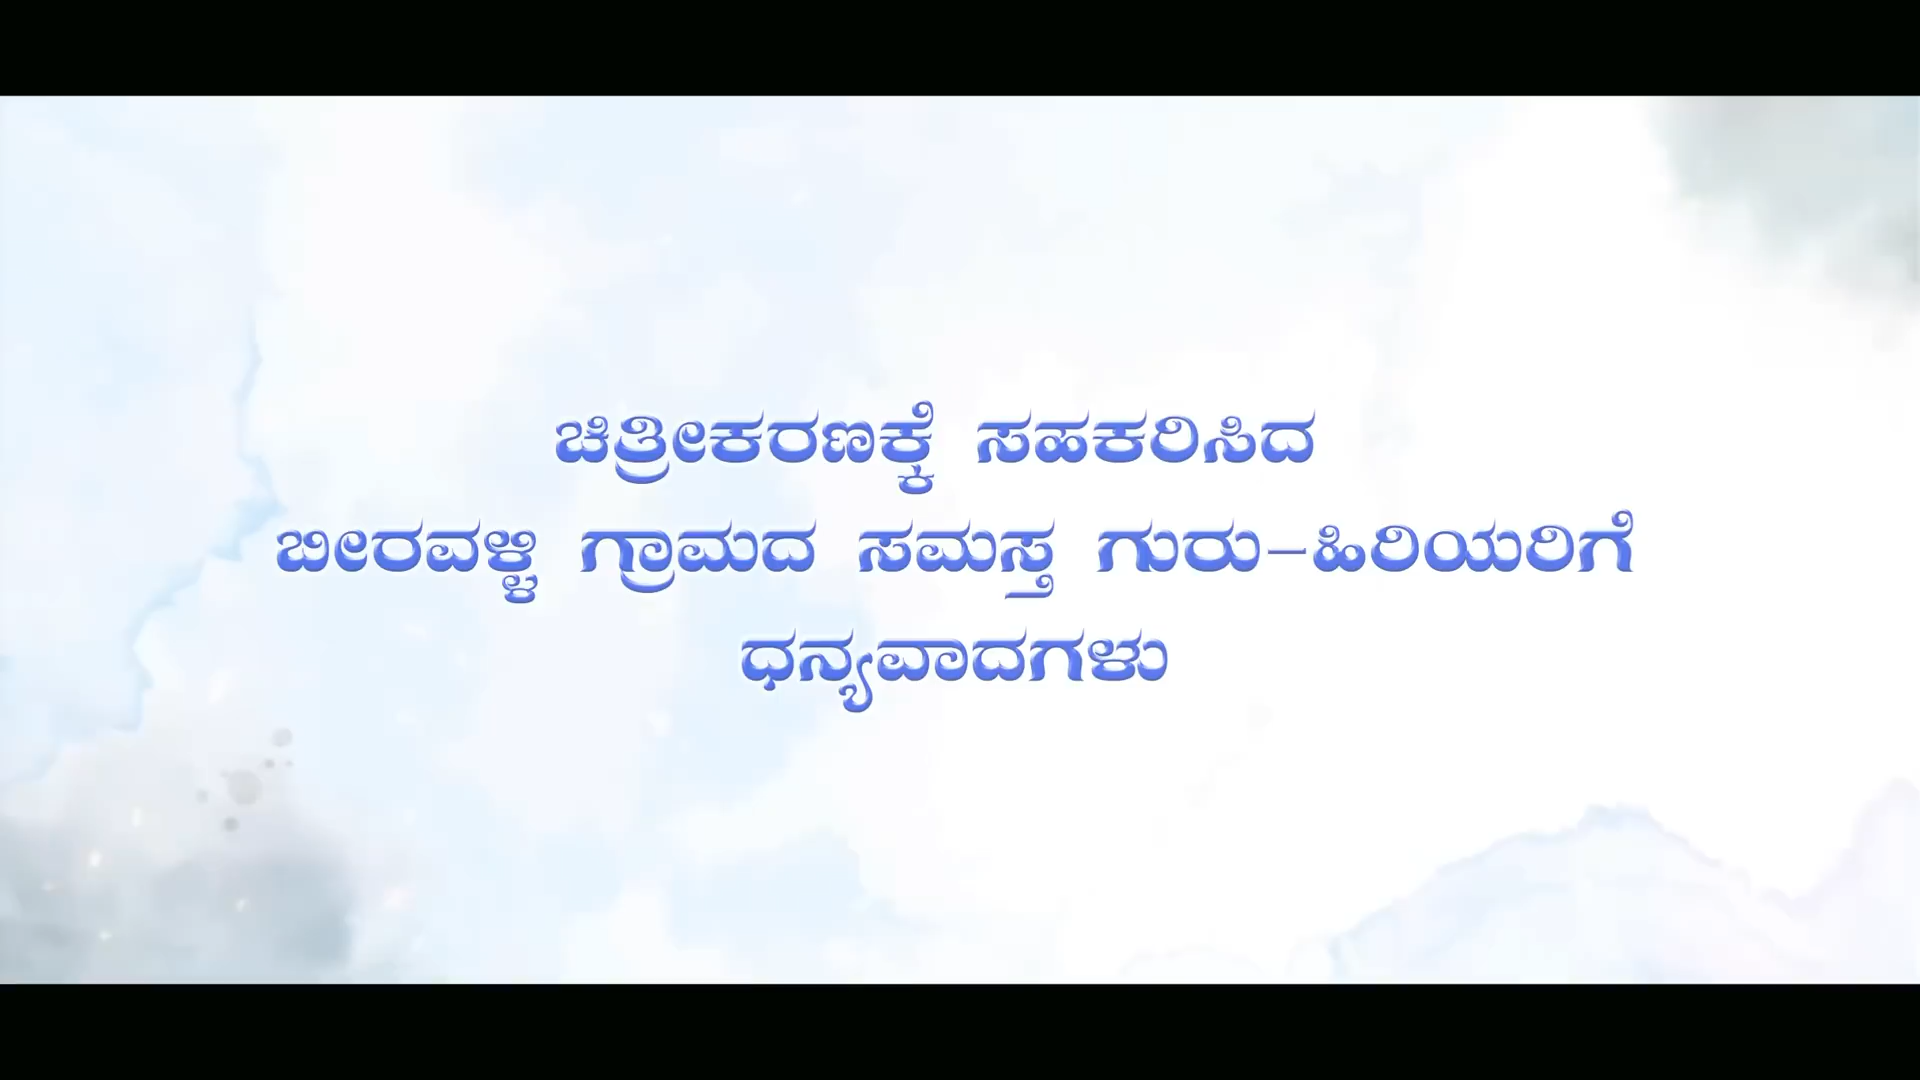 ಚಿತ್ರೀಕರಣಕ್ಕೆ ಸಹಕರಿಸಿದ
ಬೀರವಳ್ಳಿ ಗ್ರಾಮದ ಸಮಸ್ತ ಗುರು-ಹಿರಿಯರಿಗೆ
ಧನ್ಯವಾದಗಳು